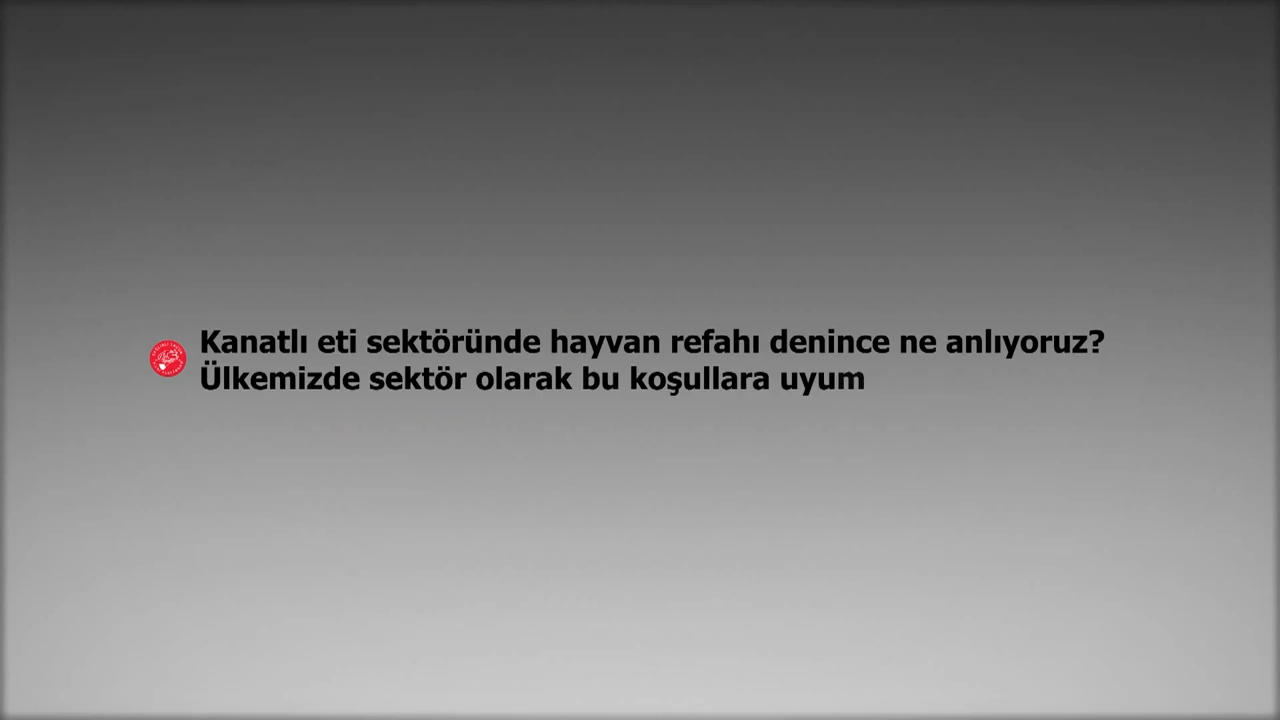 Kanatlı eti sektöründe hayvan refahı denince ne anlıyoruz?
Ülkemizde sektör olarak bu koşullara uyum